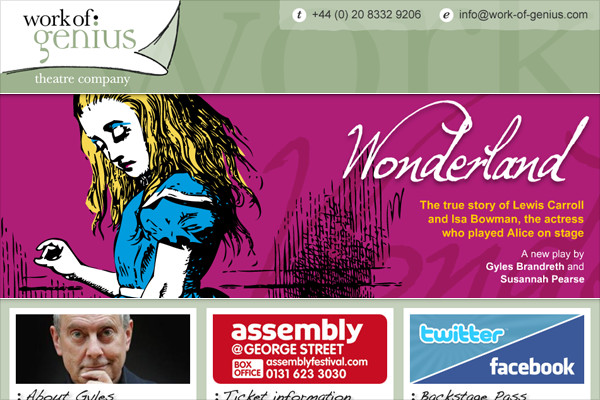 work of:
genius
theatre company
t +44 (0) 20 8332 9206 e info@work-of-genius.com
work
Wonderland
The true story of Lewis Carroll
and Isa Bowman, the actress
who played Alice on stage
A new play by
Gyles Brandreth and
Susannah Pearse
assembly
@GEORGE STREET
BOX OFFICE assemblyfestival.com
0131 623 3030
twitter
facebook
: About Gyles
: Ticket information
: Backstage Pass